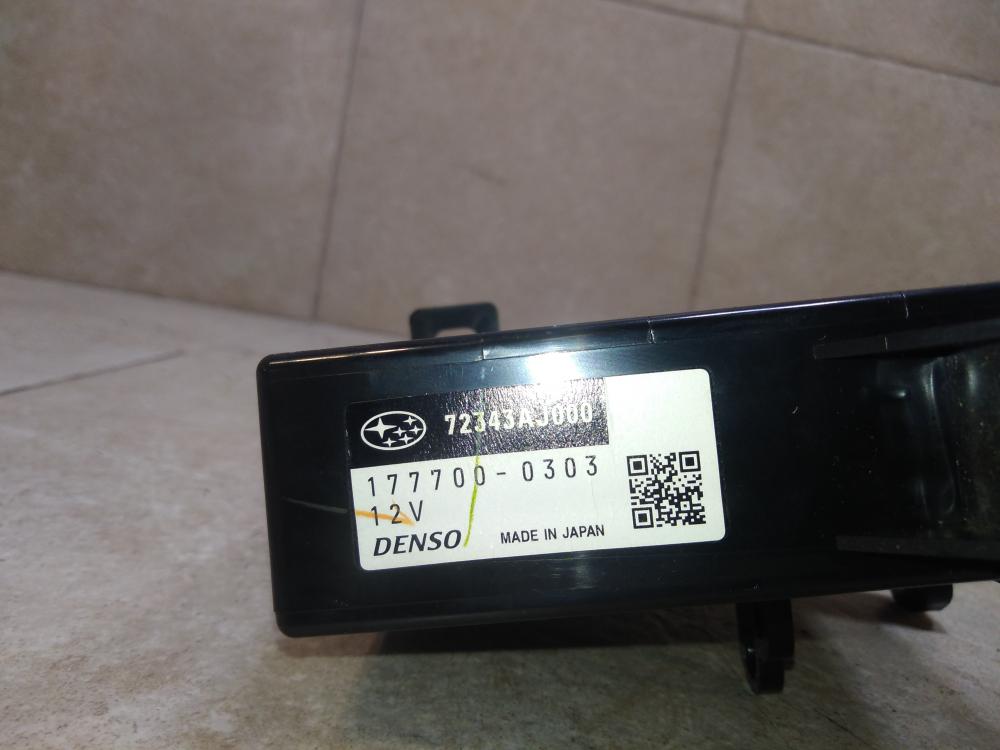 72343AJ000
177700-0303
12V
DENSO MADE IN JAPAN